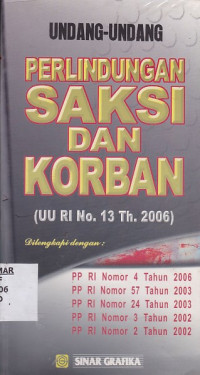 UNDANG-UNDANG
PERLINDUNGAN
SAKSI
DAN
KORBAN
(UU RI No. 13 Th. 2006)
Dilengkapi dengan :
PP RI Nomor 4 Tahun 2006
PP RI Nomor 57 Tahun 2003
PP RI Nomor 24 Tahun 2003
PP RI Nomor 3 Tahun 2002
PP RI Nomor 2 Tahun 2002
SINAR GRAFIKA